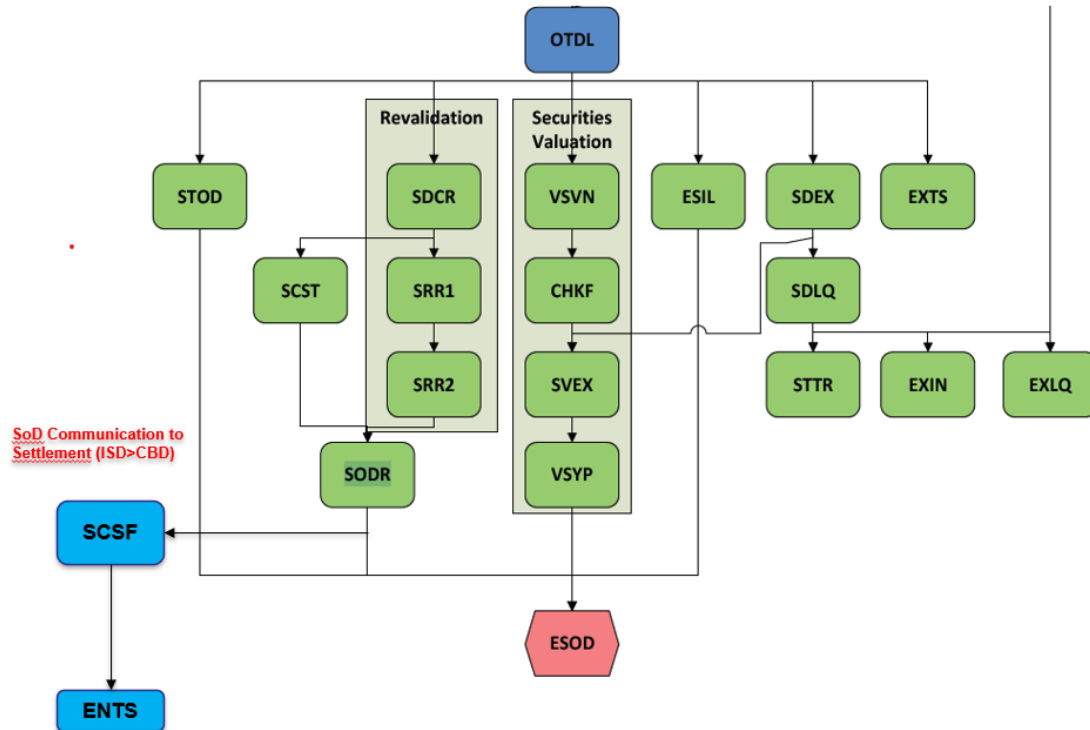 OTDL
Revalidation
Securities
Valuation
STOD
SDCR
VSVN
ESIL
SDEX
EXTS
SCST
SRR1
CHKF
SDLQ
SRR2
SVEX
STTR
EXIN
EXLQ
SoD Communication to
Settlement (ISD>CBD)
SODR
VSYP
SCSF
ESOD
ENTS